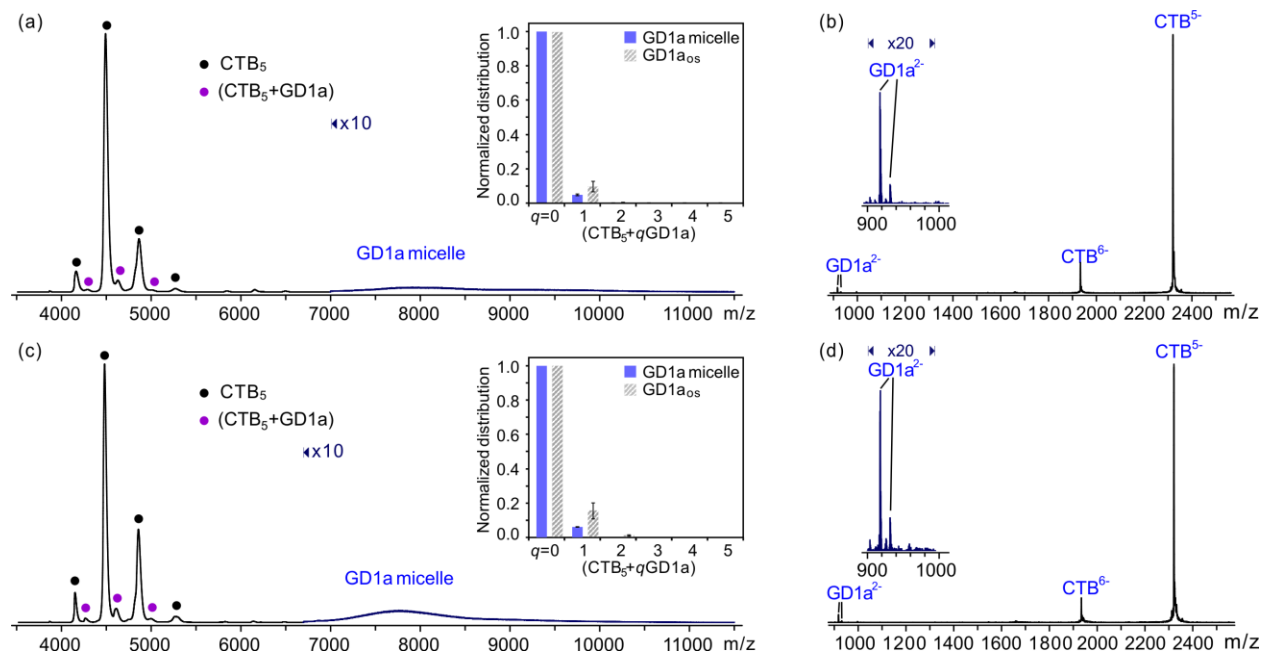 (a)
CTB₅
(CTB₅+GD1a)
x10
GD1a micelle
4000 5000 6000 7000 8000 9000 10000 11000 m/z
Normalized distribution
1.0
0.8
0.6
0.4
0.2
0.0
GD1a micelle
GD1aos
q=0 1 2 3 4 5
(CTB₅+qGD1a)
(b)
x20
GD1a²⁻
900 1000
CTB⁵⁻
CTB⁶⁻
GD1a²⁻
1000 1200 1400 1600 1800 2000 2200 2400 m/z
(c)
CTB₅
(CTB₅+GD1a)
x10
GD1a micelle
4000 5000 6000 7000 8000 9000 10000 11000 m/z
Normalized distribution
1.0
0.8
0.6
0.4
0.2
0.0
GD1a micelle
GD1aos
q=0 1 2 3 4 5
(CTB₅+qGD1a)
(d)
x20
GD1a²⁻
900 1000
CTB⁵⁻
CTB⁶⁻
GD1a²⁻
1000 1200 1400 1600 1800 2000 2200 2400 m/z